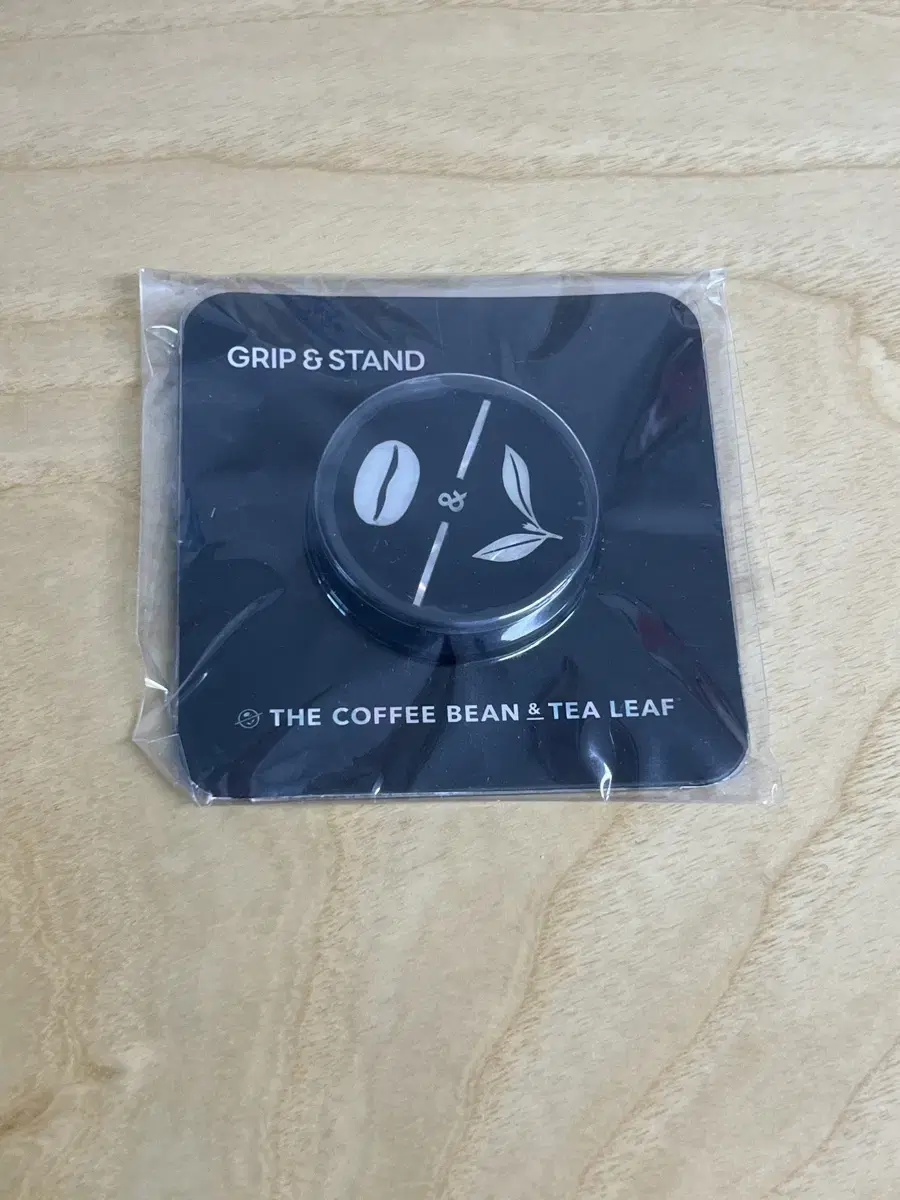 GRIP & STAND
&
THE COFFEE BEAN & TEA LEAF